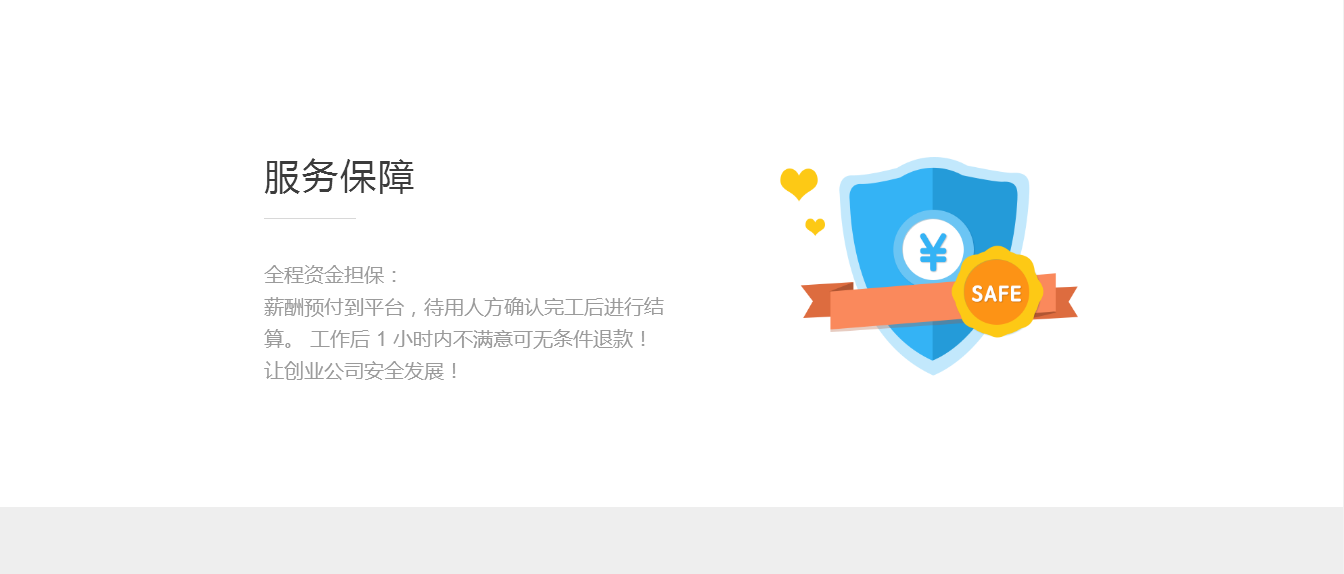 服务保障
全程资金担保：
薪酬预付到平台，待用人方确认完工后进行结
算。 工作后 1 小时内不满意可无条件退款！
让创业公司安全发展！
¥
SAFE